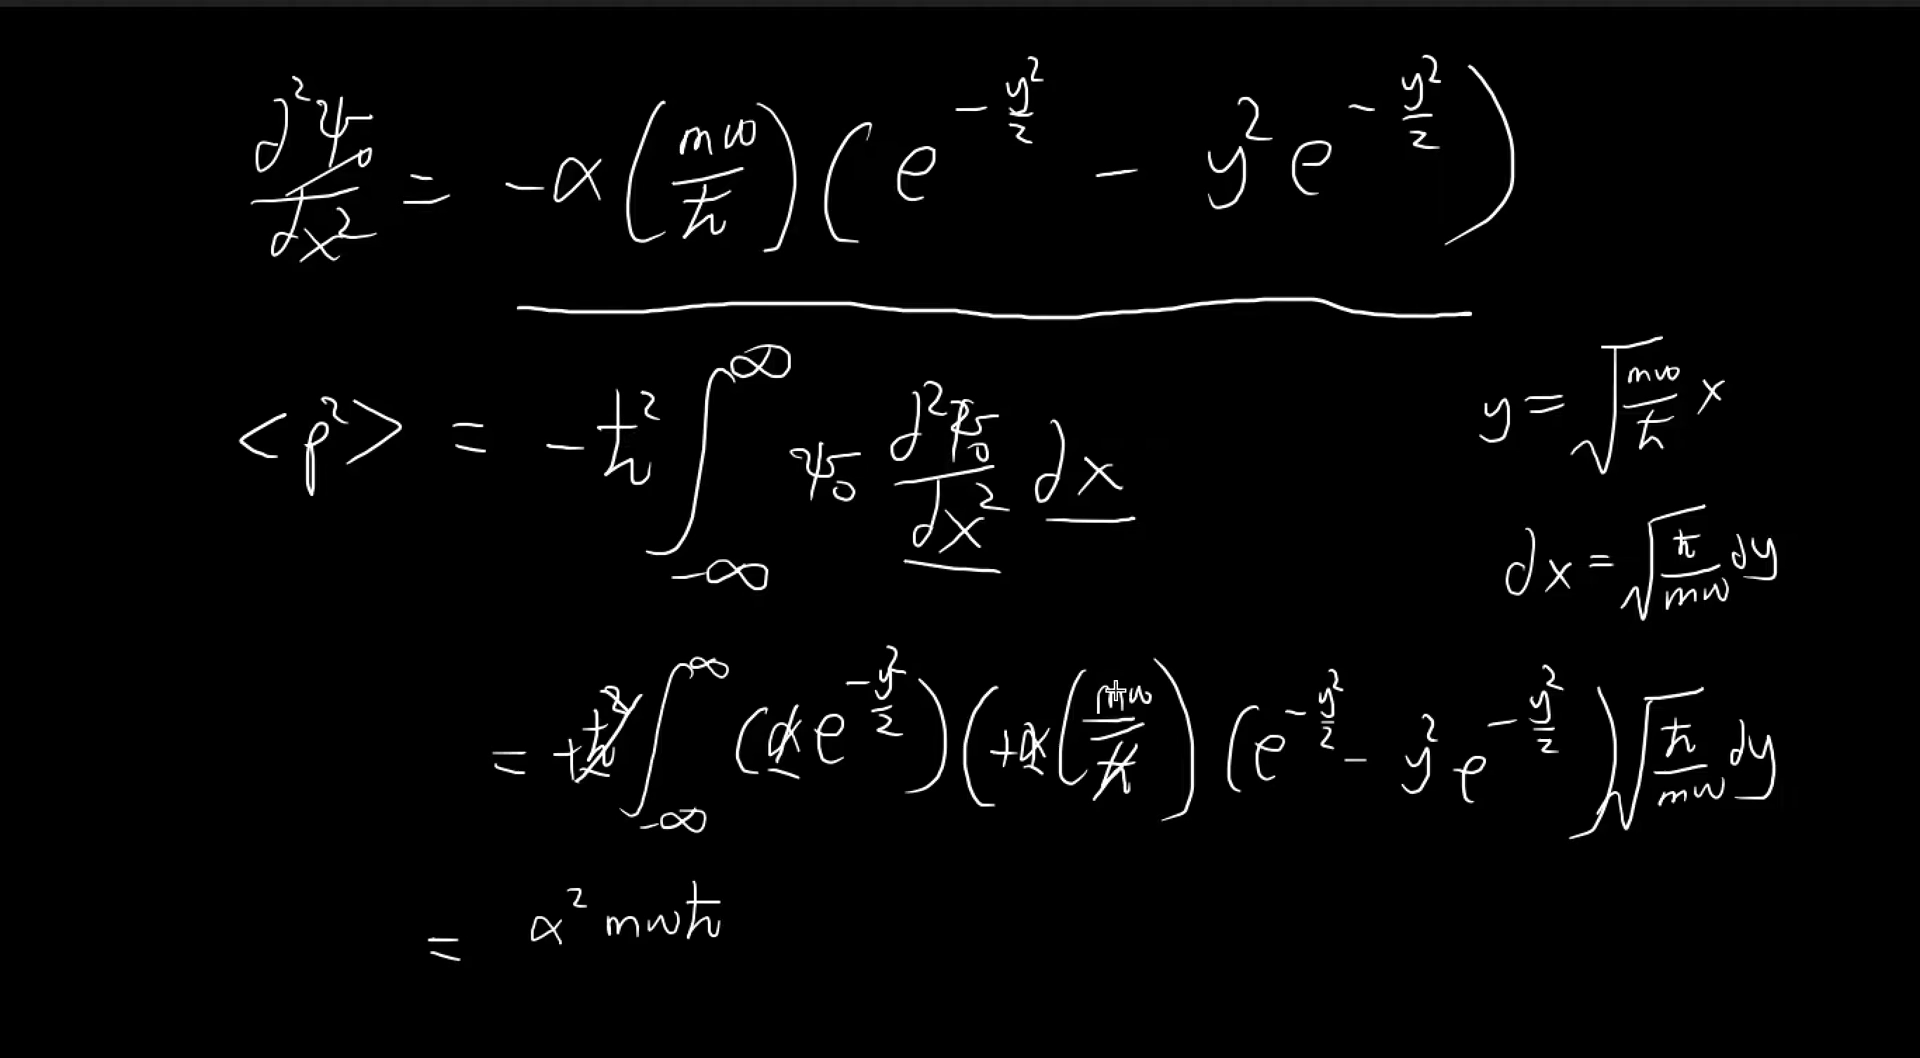 d²ψ₀/dx² = -α(mω/ħ)(e^(-y²/2) - y²e^(-y²/2))
<p²> = -ħ² ∫_{-∞}^{∞} ψ₀ d²ψ₀/dx² dx
y = √(mω/ħ) x
dx = √(ħ/mω) dy
= +ħ² ∫_{-∞}^{∞} (αe^(-y²/2))(+α(mω/ħ)(e^(-y²/2) - y²e^(-y²/2))√(ħ/mω) dy
= α² mωħ